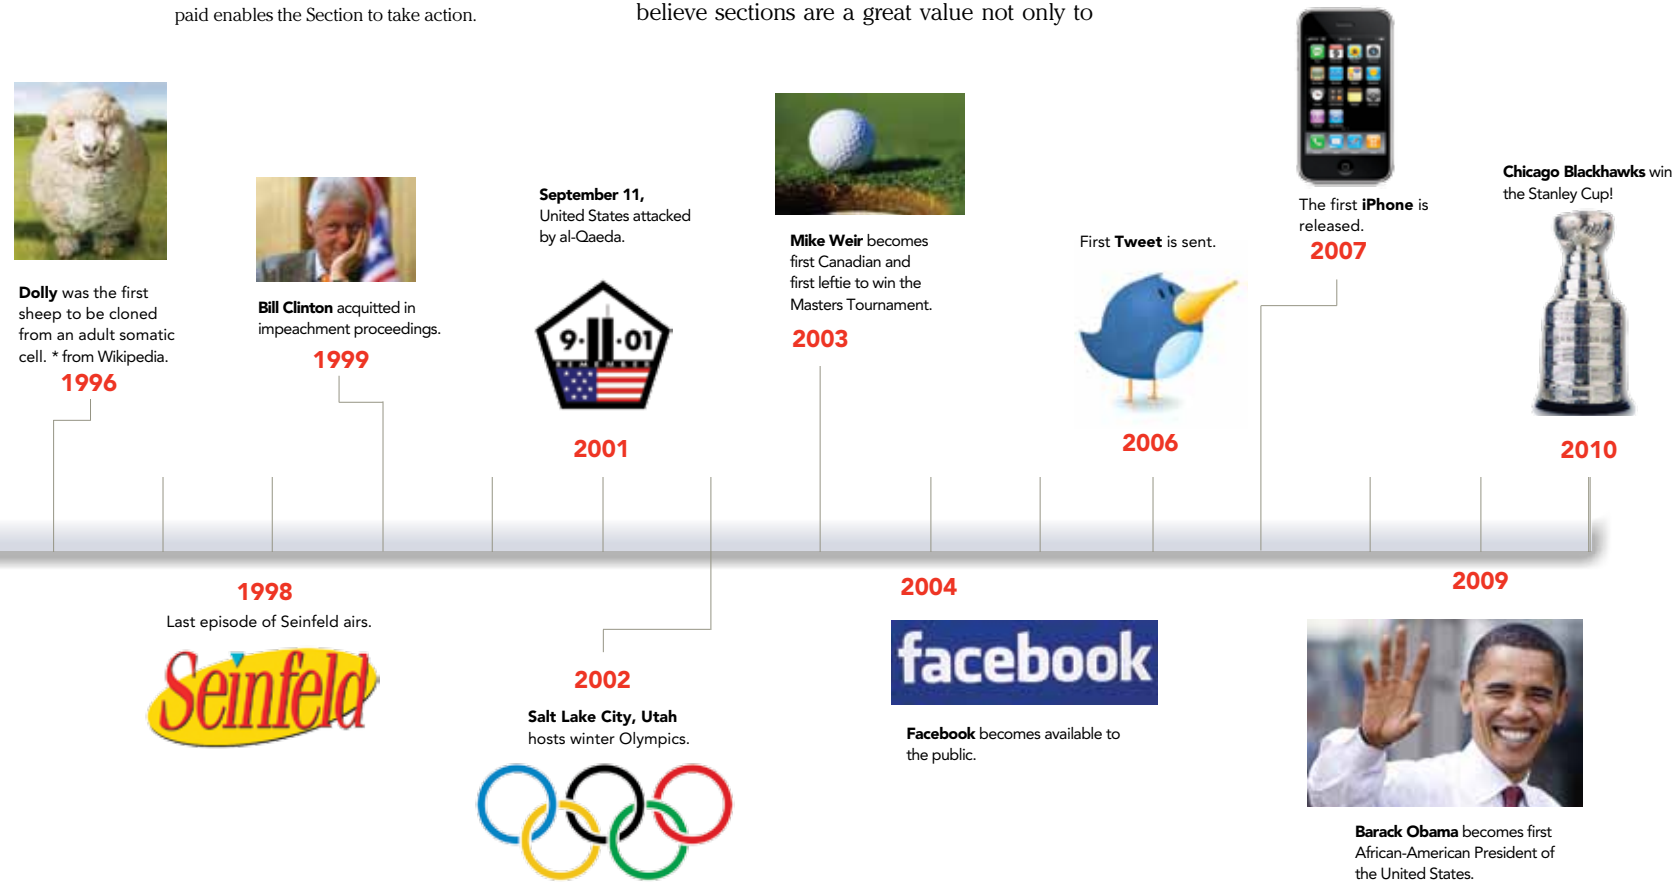 paid enables the Section to take action.
believe sections are a great value not only to
Dolly was the first
sheep to be cloned
from an adult somatic
cell. * from Wikipedia.
1996
Bill Clinton acquitted in
impeachment proceedings.
1999
September 11,
United States attacked
by al-Qaeda.
9 · 01
REMEMBER
2001
Mike Weir becomes
first Canadian and
first leftie to win the
Masters Tournament.
2003
First Tweet is sent.
2006
The first iPhone is
released.
2007
Chicago Blackhawks win
the Stanley Cup!
2010
1998
Last episode of Seinfeld airs.
Seinfeld
2002
Salt Lake City, Utah
hosts winter Olympics.
2004
facebook
Facebook becomes available to
the public.
2009
Barack Obama becomes first
African-American President of
the United States.